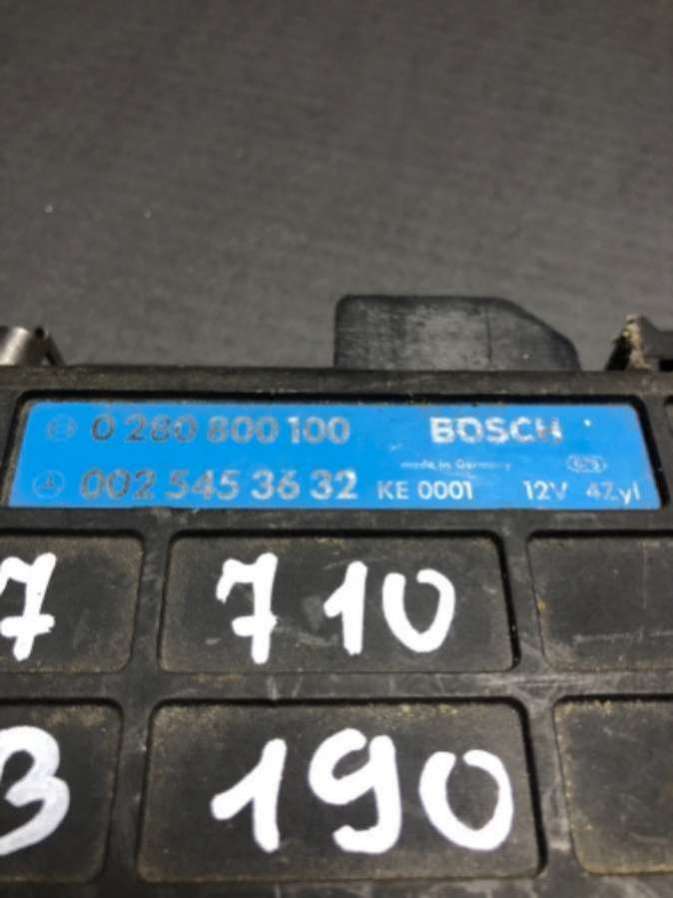 0 280 800 100 BOSCH
made in Germany
002 545 36 32 KE 0001 12V 4Zyl
7 710
3 190